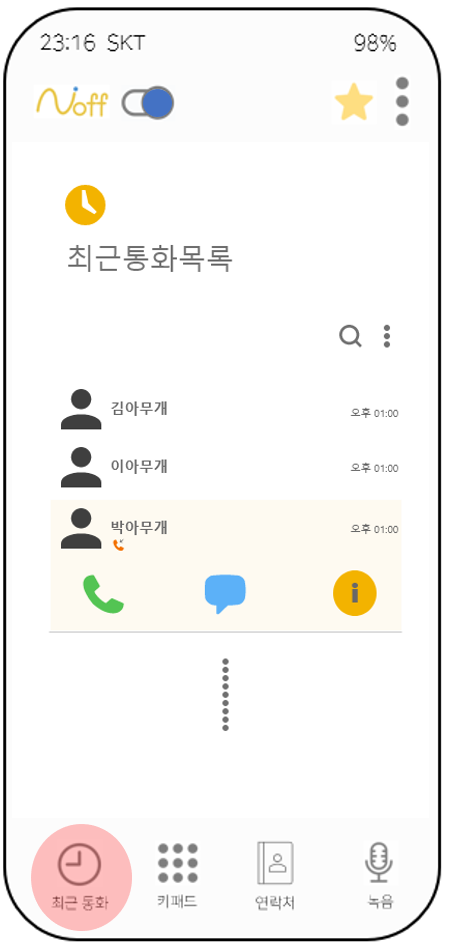 23:16 SKT 98%
Noff
최근통화목록
김아무개 오후 01:00
이아무개 오후 01:00
박아무개 오후 01:00
i
최근 통화 키패드 연락처 녹음